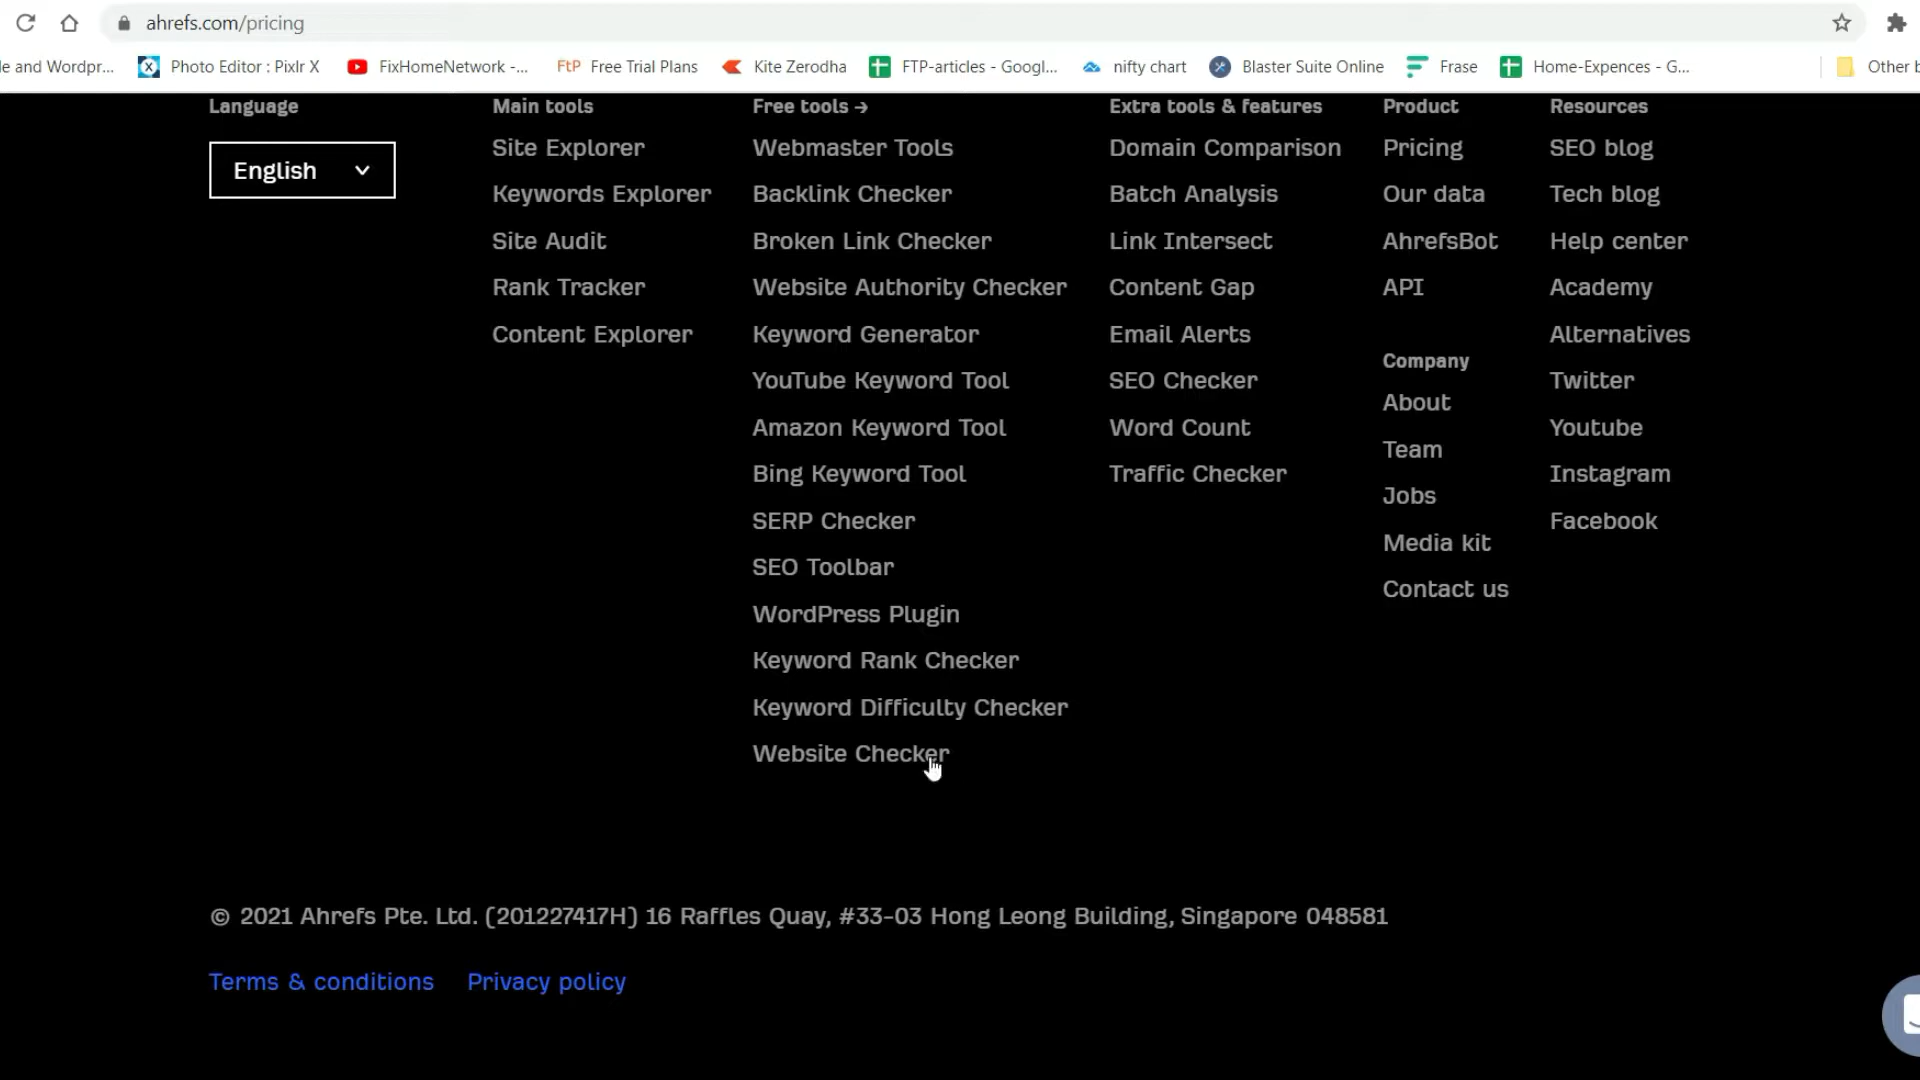 ahrefs.com/pricing
le and Wordpr...
Photo Editor : Pixlr X
FixHomeNetwork -...
FtP Free Trial Plans
Kite Zerodha
FTP-articles - Googl...
nifty chart
Blaster Suite Online
Frase
Home-Expences - G...
Other b
Language
English
Main tools
Site Explorer
Keywords Explorer
Site Audit
Rank Tracker
Content Explorer
Free tools →
Webmaster Tools
Backlink Checker
Broken Link Checker
Website Authority Checker
Keyword Generator
YouTube Keyword Tool
Amazon Keyword Tool
Bing Keyword Tool
SERP Checker
SEO Toolbar
WordPress Plugin
Keyword Rank Checker
Keyword Difficulty Checker
Website Checker
Extra tools & features
Domain Comparison
Batch Analysis
Link Intersect
Content Gap
Email Alerts
SEO Checker
Word Count
Traffic Checker
Product
Pricing
Our data
AhrefsBot
API
Company
About
Team
Jobs
Media kit
Contact us
Resources
SEO blog
Tech blog
Help center
Academy
Alternatives
Twitter
Youtube
Instagram
Facebook
© 2021 Ahrefs Pte. Ltd. (201227417H) 16 Raffles Quay, #33-03 Hong Leong Building, Singapore 048581
Terms & conditions Privacy policy